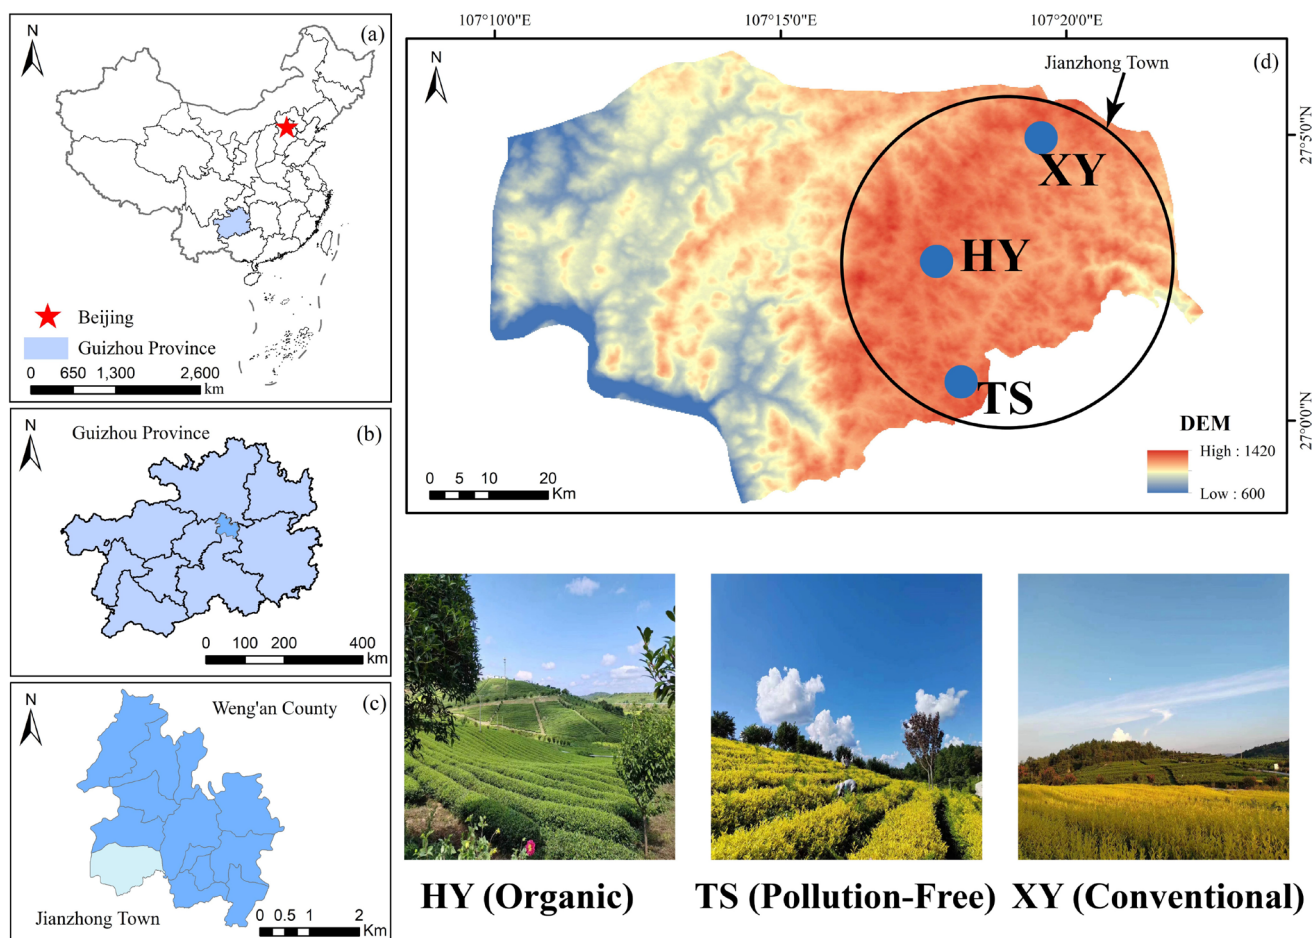 (a)
N
Beijing
Guizhou Province
0 650 1,300 2,600
km
(b)
N
Guizhou Province
0 100 200 400
Km
(c)
N
Weng'an County
Jianzhong Town
0 0.5 1 2
Km
107°10'0"E 107°15'0"E 107°20'0"E
N
Jianzhong Town
(d)
XY
HY
TS
27°5'0"N
27°0'0"N
DEM
High : 1420
Low : 600
0 5 10 20
Km
HY (Organic)
TS (Pollution-Free)
XY (Conventional)